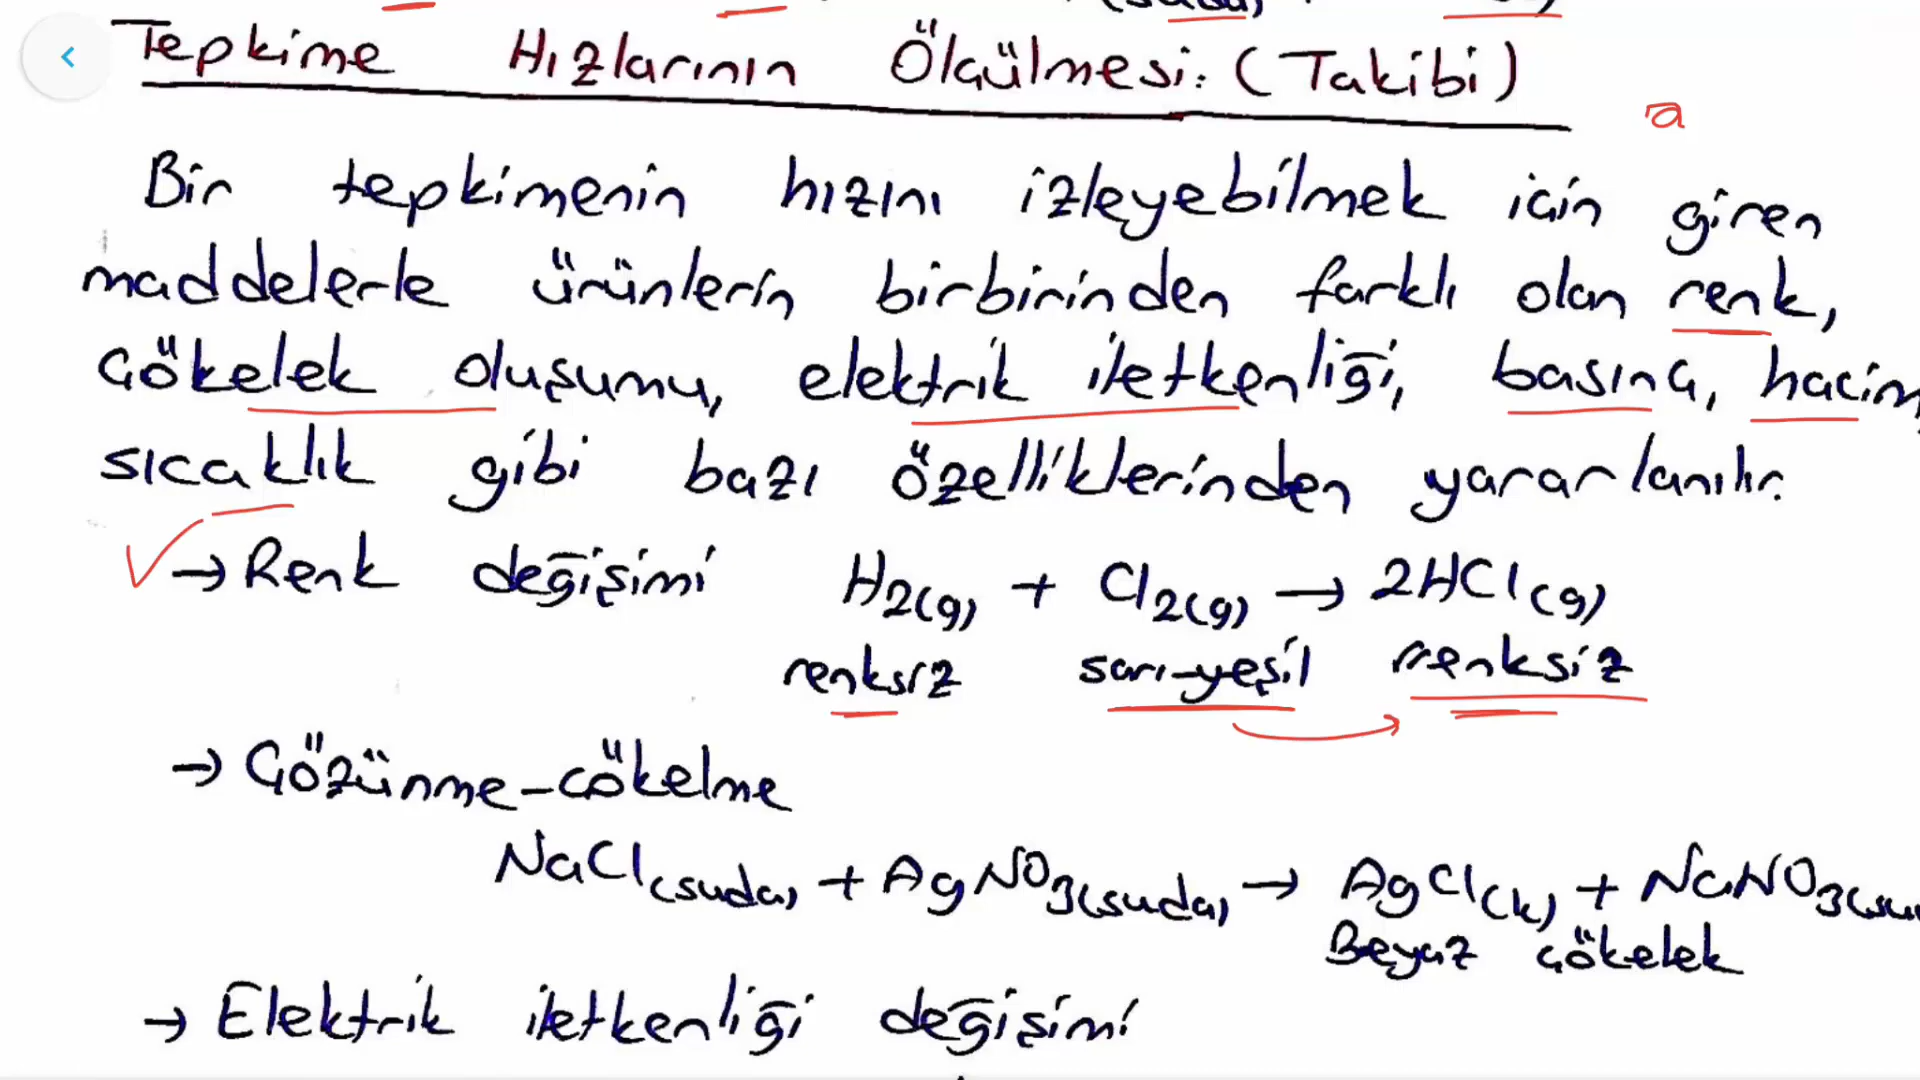 Tepkime Hızlarının Ölçülmesi: (Takibi)
a
Bir tepkimenin hızını izleyebilmek için giren
maddelerle ürünlerin birbirinden farklı olan renk,
çökelek oluşumu, elektrik iletkenliği, basınç, hacim,
sıcaklık gibi bazı özelliklerinden yararlanılır.
→ Renk değişimi H2(g) + Cl2(g) → 2HCl(g)
renksiz sarı-yeşil renksiz
→ Çözünme-çökelme
NaCl(suda) + AgNO3(suda) → AgCl(k) + NaNO3(su
Beyaz çökelek
→ Elektrik iletkenliği değişimi